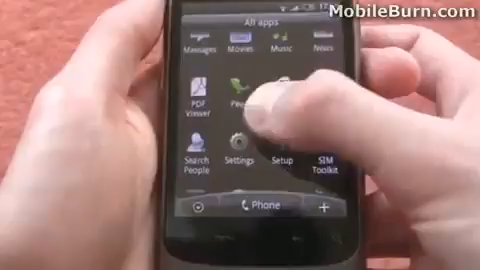 MobileBurn.com
All apps
Messages Movies Music News
PDF Viewer
Search People
Settings
Setup
SIM Toolkit
Phone